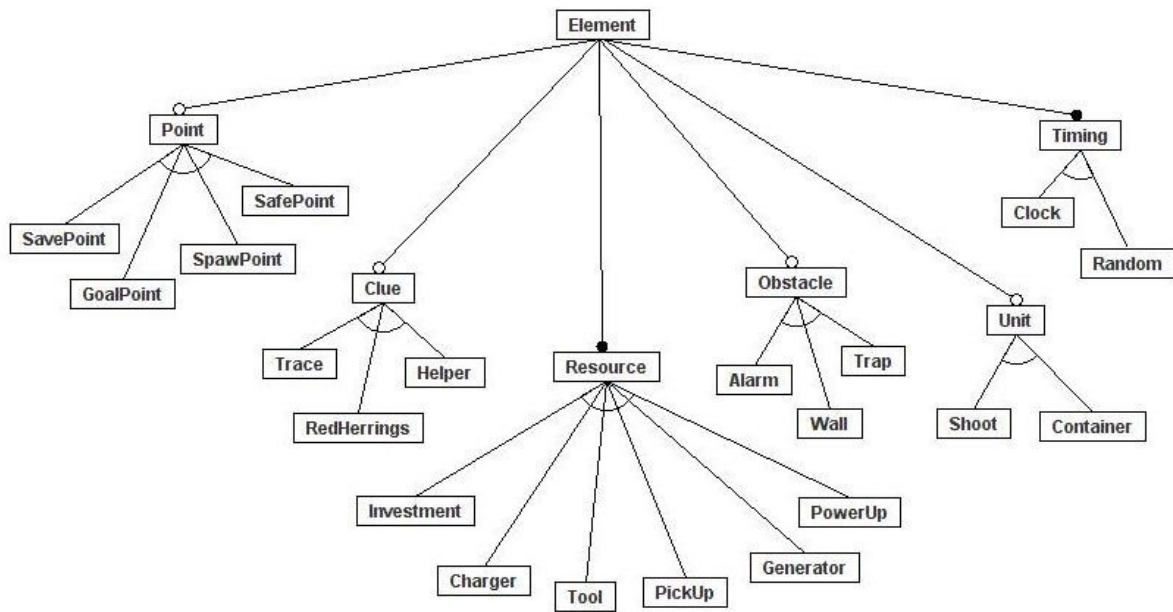 Element
Point
Timing
SafePoint
SavePoint
Clock
SpawPoint
GoalPoint
Random
Clue
Obstacle
Unit
Trace
Helper
Resource
Alarm
Trap
RedHerrings
Wall
Shoot
Container
Investment
PowerUp
Charger
Tool
PickUp
Generator